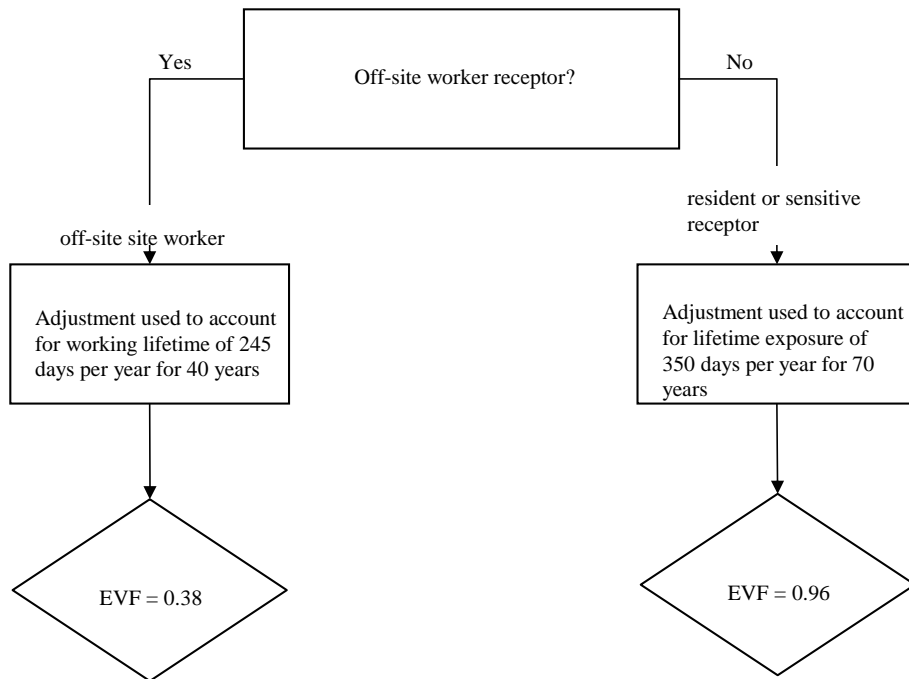 Off-site worker receptor?
Yes
No
off-site site worker
resident or sensitive
receptor
Adjustment used to account
for working lifetime of 245
days per year for 40 years
Adjustment used to account
for lifetime exposure of
350 days per year for 70
years
EVF = 0.38
EVF = 0.96